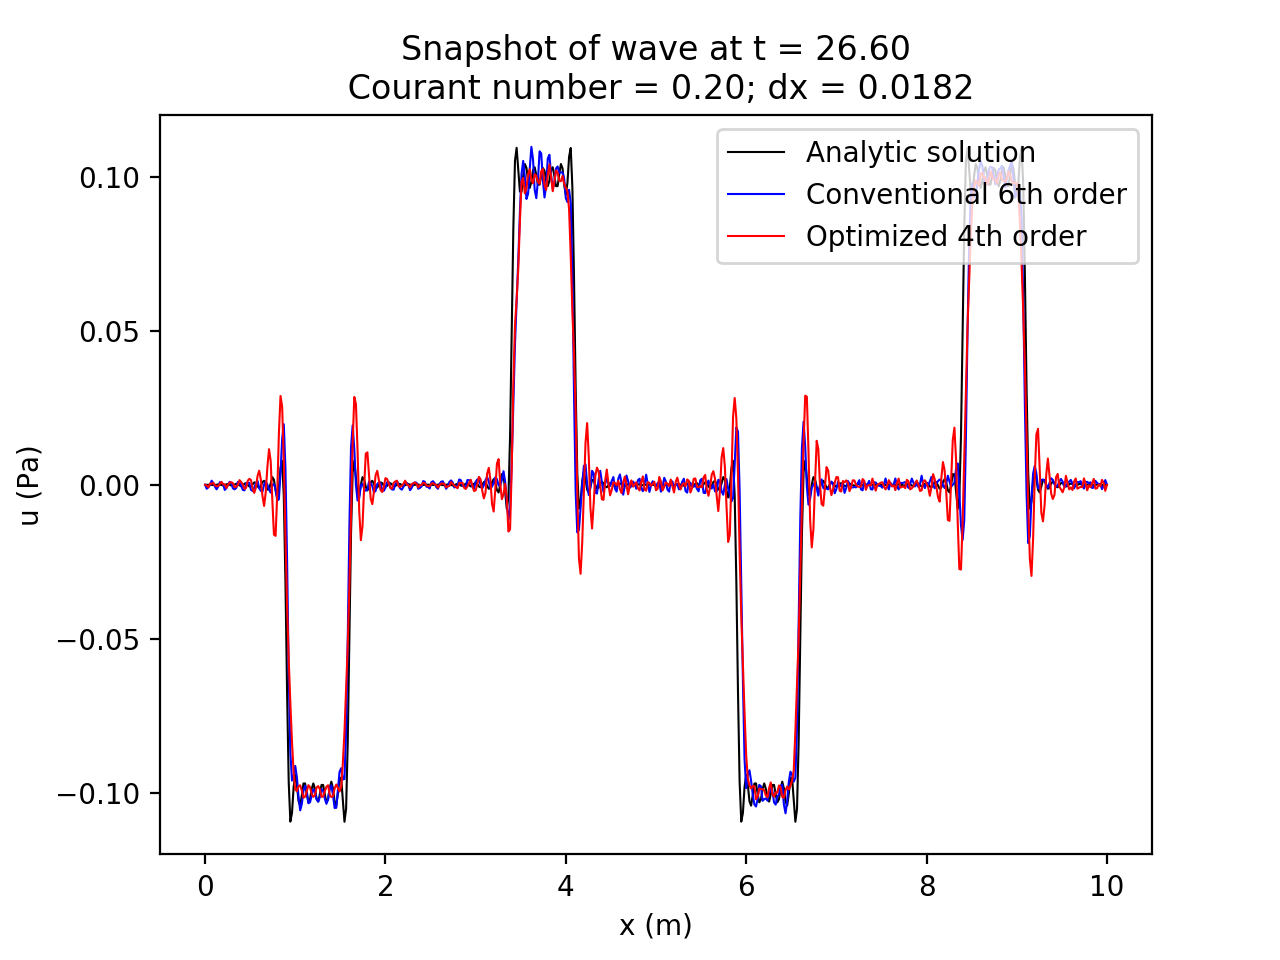 Snapshot of wave at t = 26.60
Courant number = 0.20; dx = 0.0182
Analytic solution
Conventional 6th order
Optimized 4th order
u (Pa)
0.10
0.05
0.00
−0.05
−0.10
0 2 4 6 8 10
x (m)